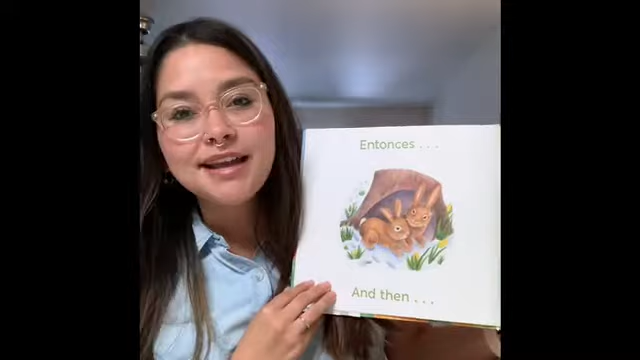 Entonces . . .
And then . . .